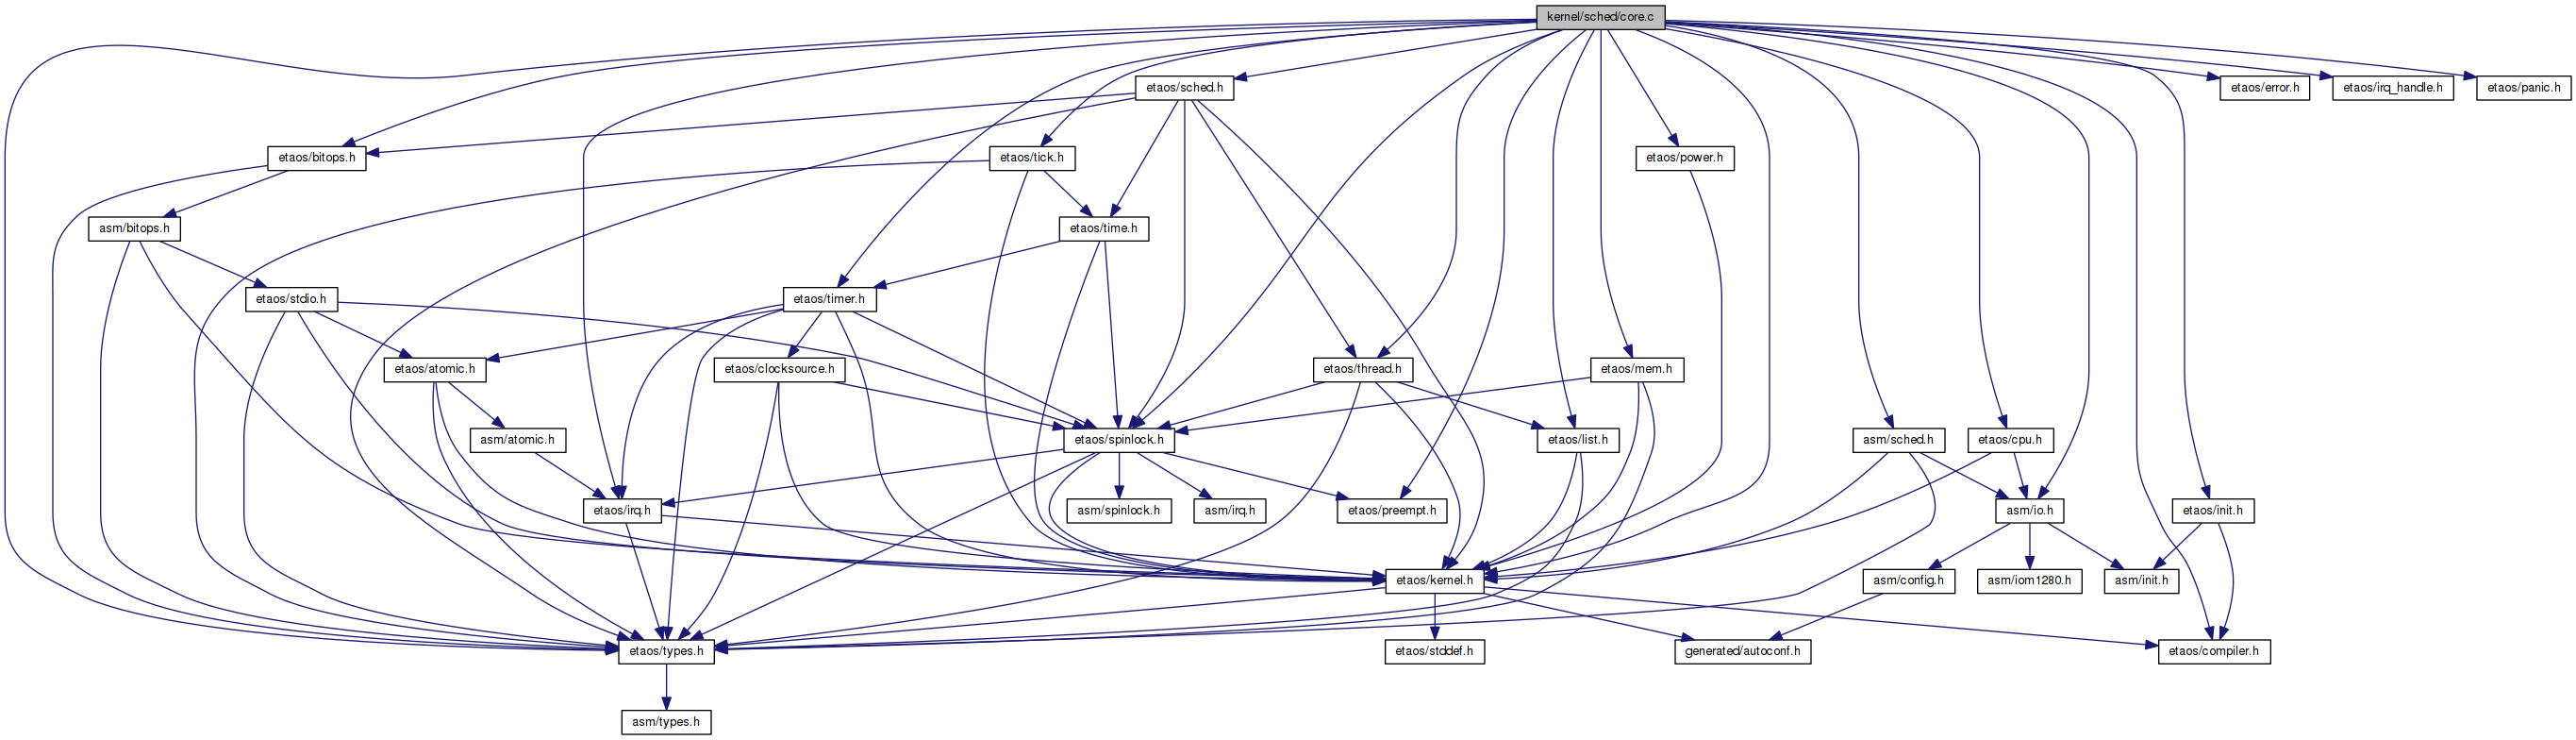 kernel/sched/core.c
etaos/sched.h
etaos/error.h
etaos/irq_handle.h
etaos/panic.h
etaos/bitops.h
etaos/tick.h
etaos/power.h
asm/bitops.h
etaos/time.h
etaos/stdio.h
etaos/timer.h
etaos/atomic.h
etaos/clocksource.h
etaos/thread.h
etaos/mem.h
asm/atomic.h
etaos/spinlock.h
etaos/list.h
asm/sched.h
etaos/cpu.h
etaos/irq.h
asm/spinlock.h
asm/irq.h
etaos/preempt.h
asm/io.h
etaos/init.h
etaos/kernel.h
asm/config.h
asm/iom1280.h
asm/init.h
etaos/types.h
etaos/stddef.h
generated/autoconf.h
etaos/compiler.h
asm/types.h